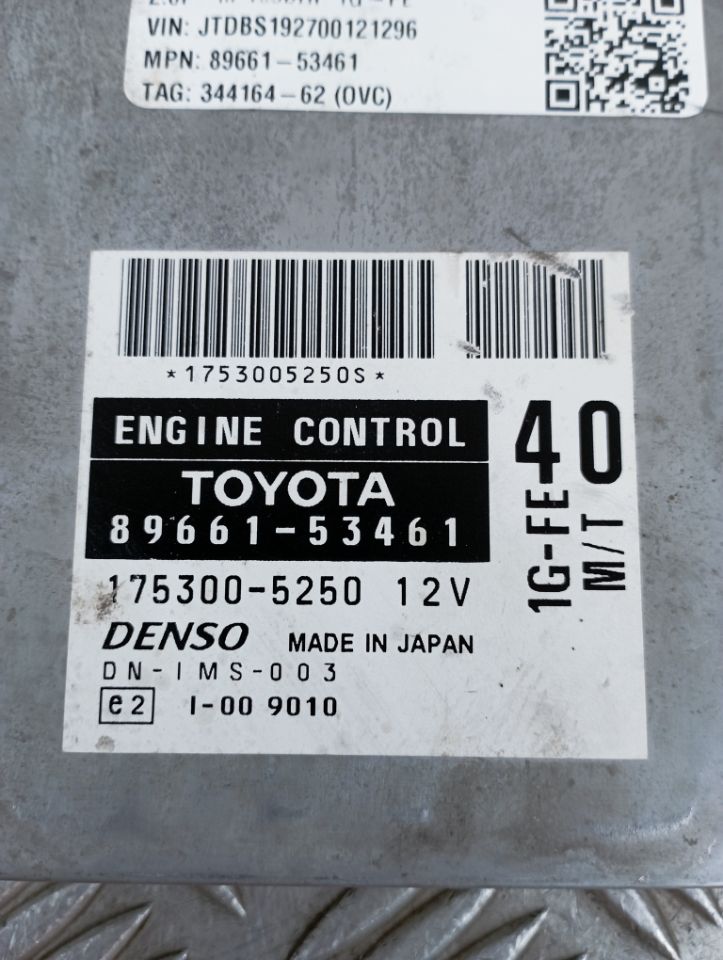 VIN: JTDBS192700121296
MPN: 89661-53461
TAG: 344164-62 (OVC)
*1753005250S*
ENGINE CONTROL
TOYOTA
89661-53461
175300-5250 12V
DENSO MADE IN JAPAN
DN-IMS-003
e2 I-00 9010
40
1G-FE
M/T